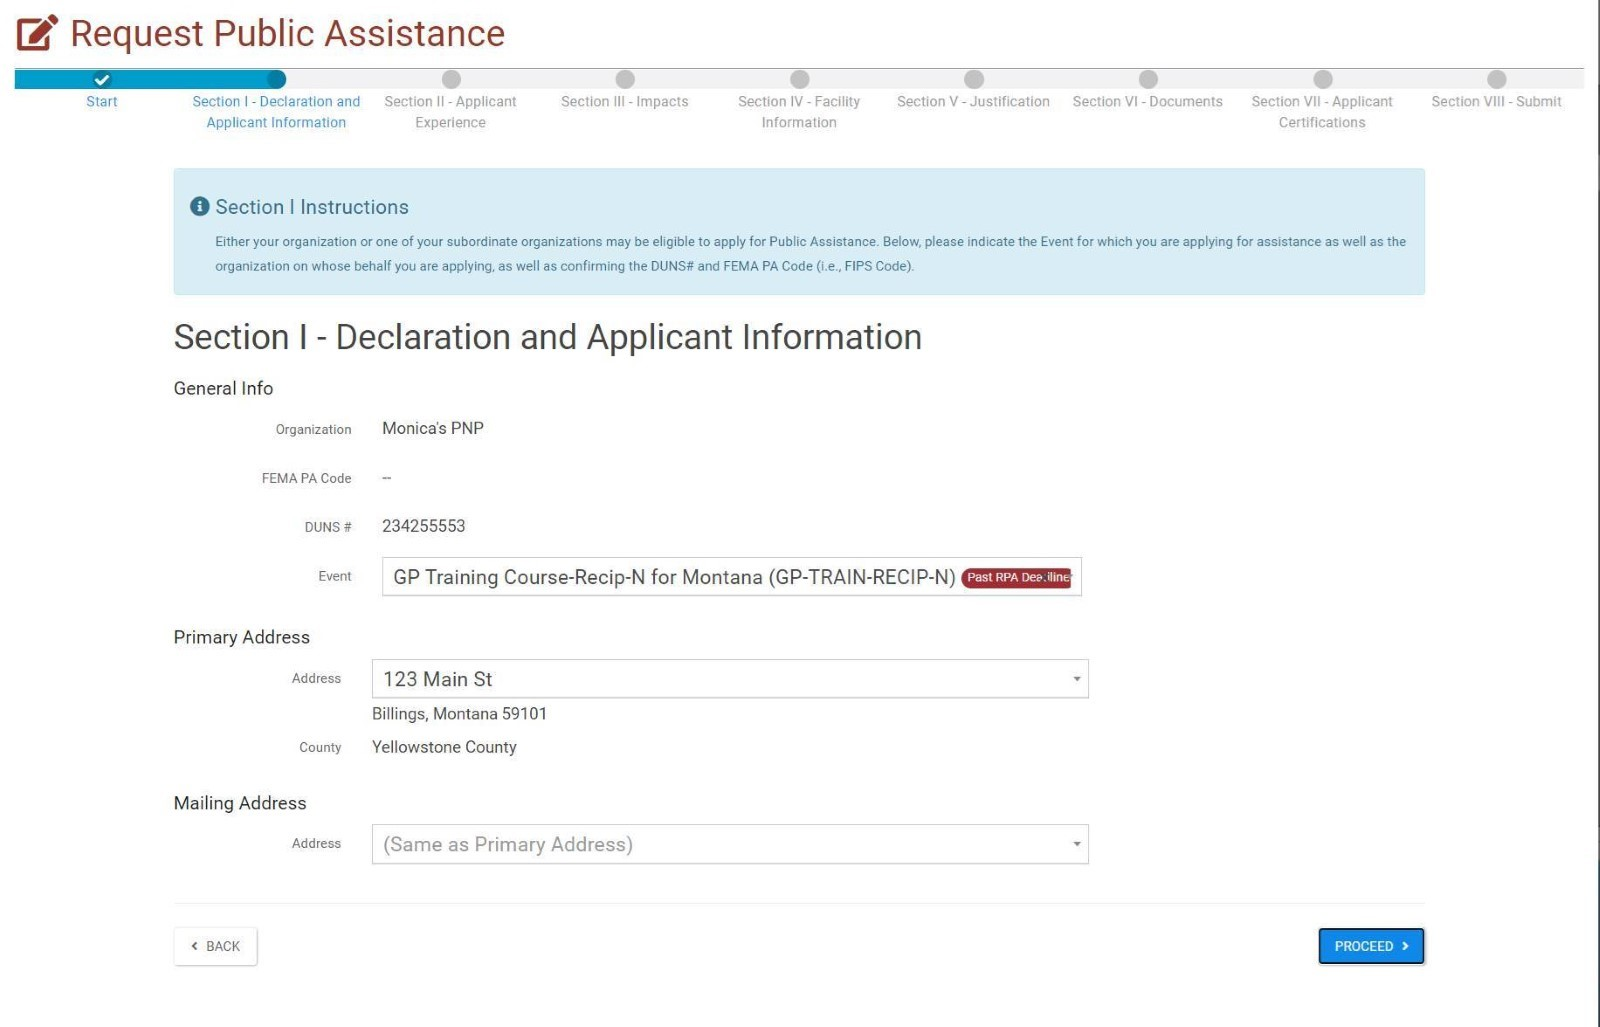 Request Public Assistance
Start
Section I - Declaration and
Applicant Information
Section II - Applicant
Experience
Section III - Impacts
Section IV - Facility
Information
Section V - Justification
Section VI - Documents
Section VII - Applicant
Certifications
Section VIII - Submit
Section I Instructions
Either your organization or one of your subordinate organizations may be eligible to apply for Public Assistance. Below, please indicate the Event for which you are applying for assistance as well as the
organization on whose behalf you are applying, as well as confirming the DUNS# and FEMA PA Code (i.e., FIPS Code).
Section I - Declaration and Applicant Information
General Info
Organization Monica's PNP
FEMA PA Code --
DUNS # 234255553
Event GP Training Course-Recip-N for Montana (GP-TRAIN-RECIP-N) Past RPA Deadline
Primary Address
Address 123 Main St
Billings, Montana 59101
County Yellowstone County
Mailing Address
Address (Same as Primary Address)
BACK
PROCEED